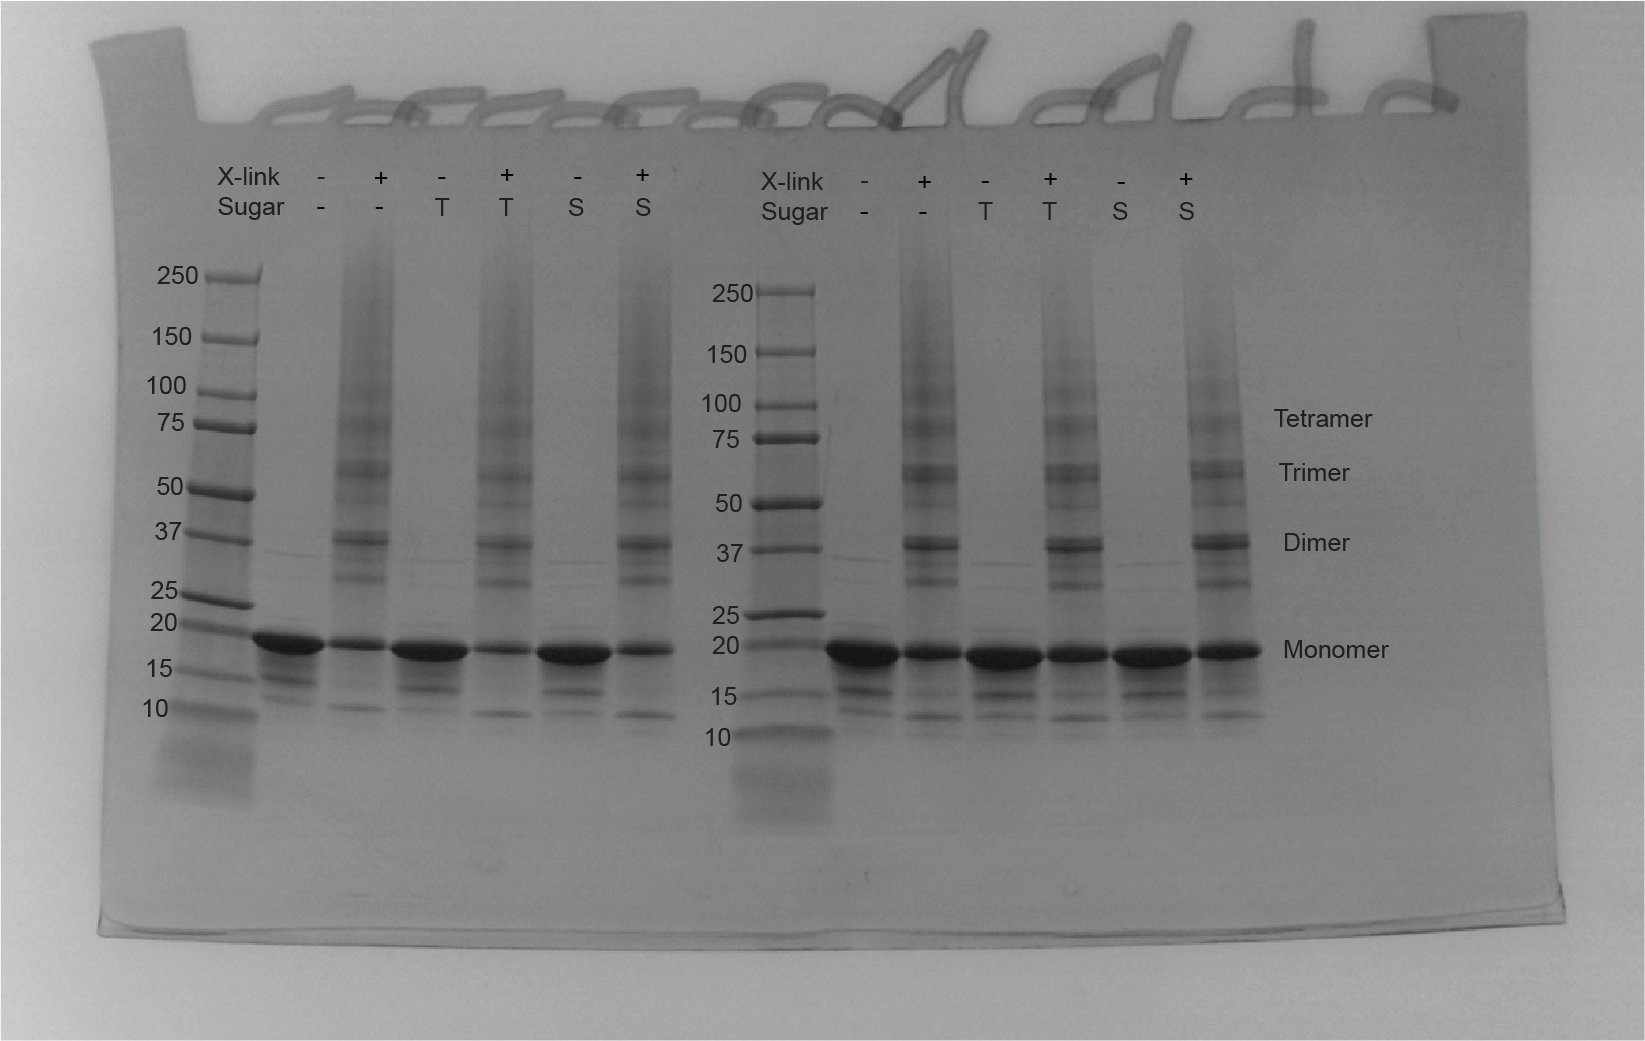 X-link - + - + - +
Sugar - - T T S S
250
150
100
75
50
37
25
20
15
10
X-link - + - + - +
Sugar - - T T S S
250
150
100
75
50
37
25
20
15
10
Tetramer
Trimer
Dimer
Monomer